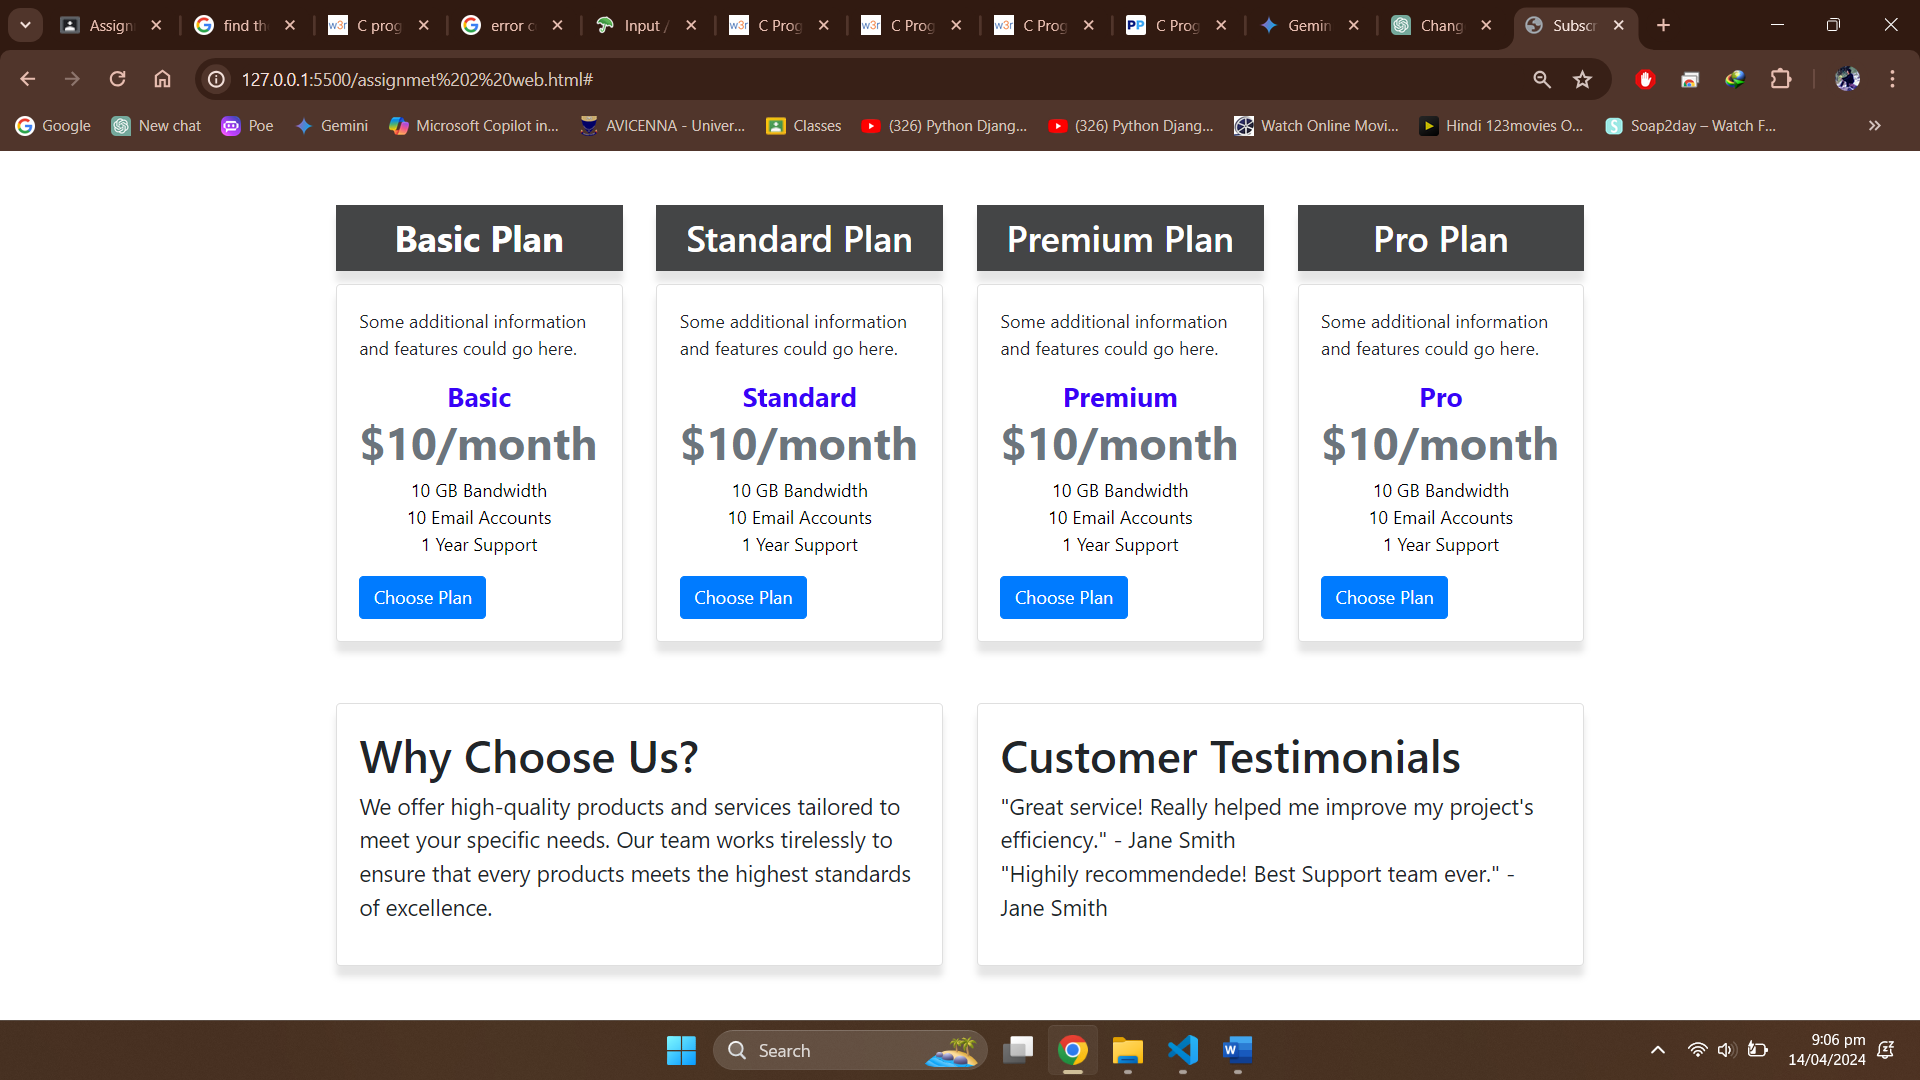 Assign
find the
C prog
error c
Input /
C Prog
C Prog
C Prog
C Prog
Gemin
Chang
Subscr
127.0.0.1:5500/assignmet%202%20web.html#
Google
New chat
Poe
Gemini
Microsoft Copilot in...
AVICENNA - Univer...
Classes
(326) Python Djang...
(326) Python Djang...
Watch Online Movi...
Hindi 123movies O...
Soap2day – Watch F...
Basic Plan
Standard Plan
Premium Plan
Pro Plan
Some additional information
and features could go here.
Basic
$10/month
10 GB Bandwidth
10 Email Accounts
1 Year Support
Choose Plan
Some additional information
and features could go here.
Standard
$10/month
10 GB Bandwidth
10 Email Accounts
1 Year Support
Choose Plan
Some additional information
and features could go here.
Premium
$10/month
10 GB Bandwidth
10 Email Accounts
1 Year Support
Choose Plan
Some additional information
and features could go here.
Pro
$10/month
10 GB Bandwidth
10 Email Accounts
1 Year Support
Choose Plan
Why Choose Us?
We offer high-quality products and services tailored to
meet your specific needs. Our team works tirelessly to
ensure that every products meets the highest standards
of excellence.
Customer Testimonials
"Great service! Really helped me improve my project's
efficiency." - Jane Smith
"Highily recommendede! Best Support team ever." -
Jane Smith
Search
9:06 pm
14/04/2024